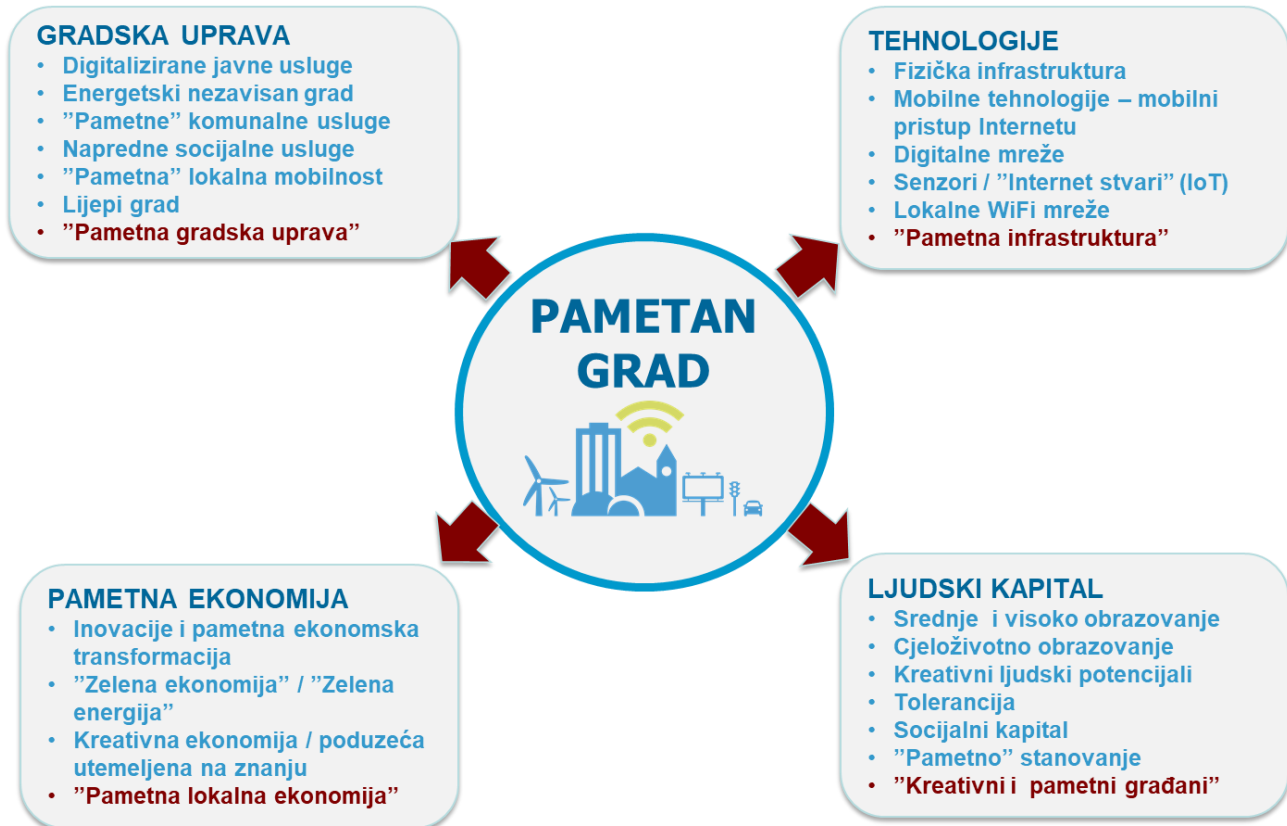 GRADSKA UPRAVA
• Digitalizirane javne usluge
• Energetski nezavisan grad
• ”Pametne” komunalne usluge
• Napredne socijalne usluge
• ”Pametna” lokalna mobilnost
• Lijepi grad
• ”Pametna gradska uprava”
TEHNOLOGIJE
• Fizička infrastruktura
• Mobilne tehnologije – mobilni
pristup Internetu
• Digitalne mreže
• Senzori / ”Internet stvari” (IoT)
• Lokalne WiFi mreže
• ”Pametna infrastruktura”
PAMETAN
GRAD
PAMETNA EKONOMIJA
• Inovacije i pametna ekonomska
transformacija
• ”Zelena ekonomija” / ”Zelena
energija”
• Kreativna ekonomija / poduzeća
utemeljena na znanju
• ”Pametna lokalna ekonomija”
LJUDSKI KAPITAL
• Srednje i visoko obrazovanje
• Cjeloživotno obrazovanje
• Kreativni ljudski potencijali
• Tolerancija
• Socijalni kapital
• ”Pametno” stanovanje
• ”Kreativni i pametni građani”